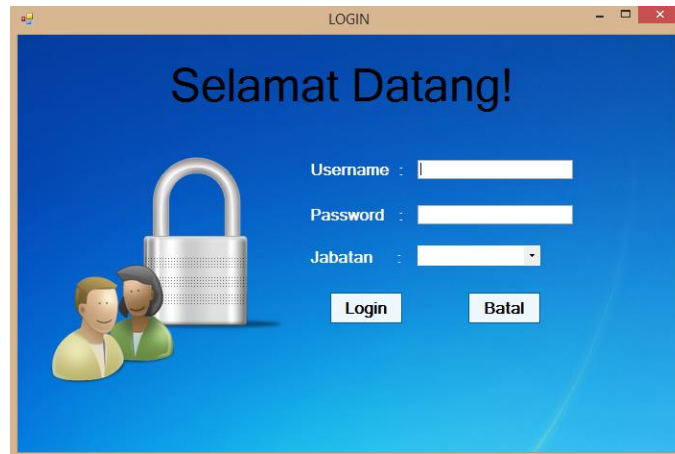 LOGIN
Selamat Datang!
Username :
Password :
Jabatan :
Login Batal